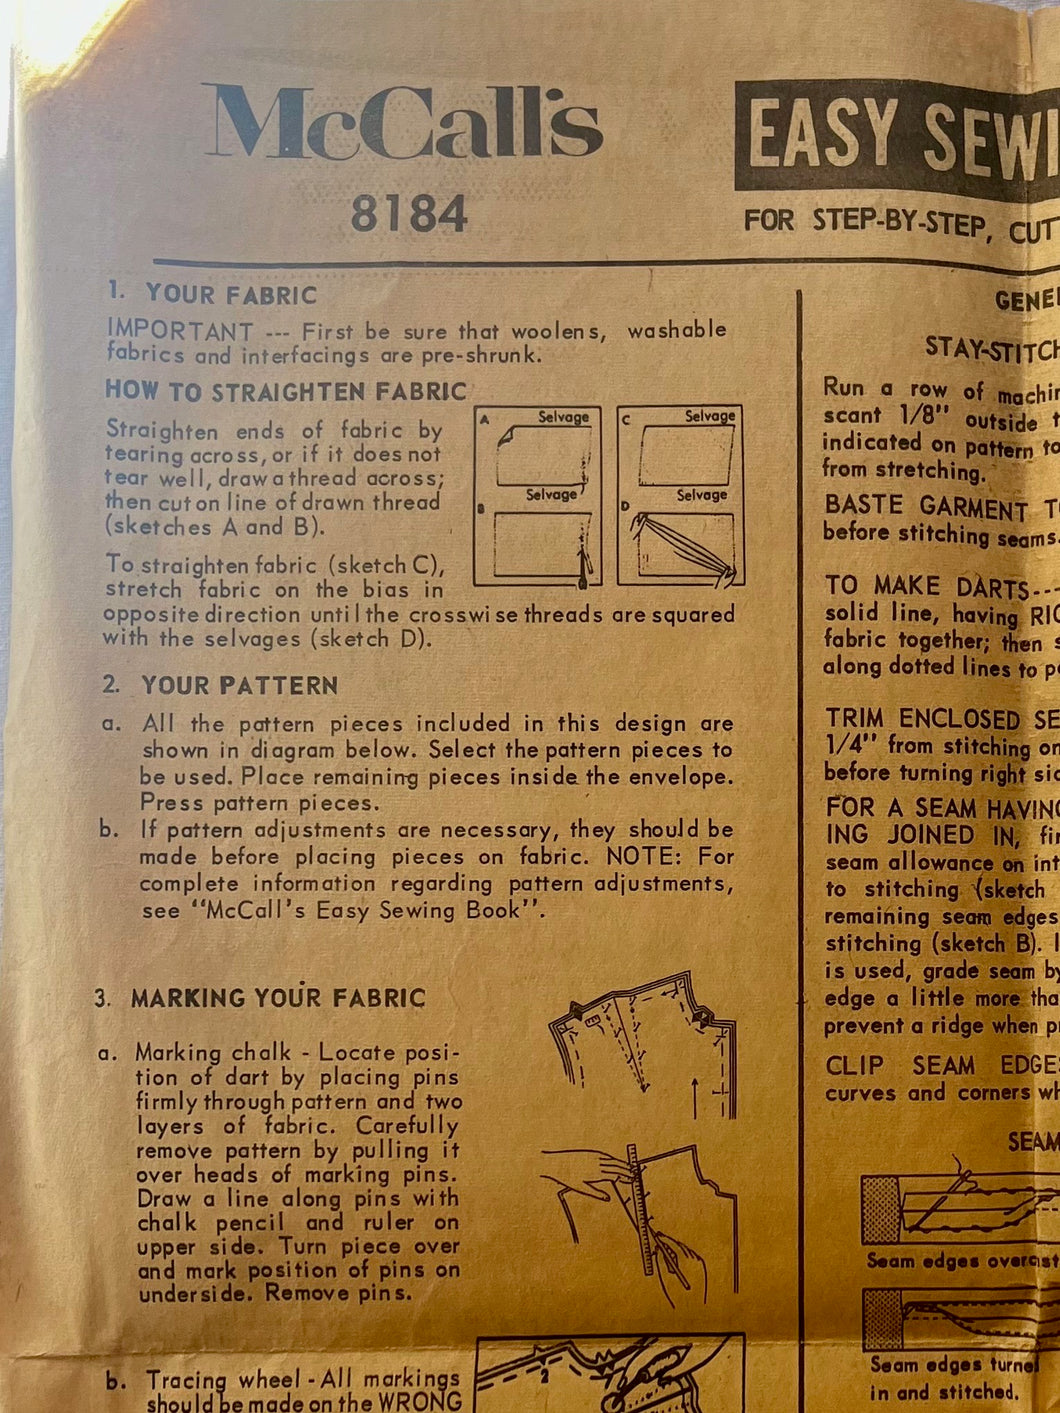 McCall's
8184
EASY
FOR STEP-BY-STEP, CUT
1. YOUR FABRIC
IMPORTANT --- First be sure that woolens, washable
fabrics and interfacings are pre-shrunk.
HOW TO STRAIGHTEN FABRIC
Straighten ends of fabric by
tearing across, or if it does not
tear well, draw a thread across;
then cut on line of drawn thread
(sketches A and B).
A Selvage
C Selvage
B Selvage
D Selvage
To straighten fabric (sketch C),
stretch fabric on the bias in
opposite direction until the crosswise threads are squared
with the selvages (sketch D).
2. YOUR PATTERN
a. All the pattern pieces included in this design are
shown in diagram below. Select the pattern pieces to
be used. Place remaining pieces inside the envelope.
Press pattern pieces.
b. If pattern adjustments are necessary, they should be
made before placing pieces on fabric. NOTE: For
complete information regarding pattern adjustments,
see "McCall's Easy Sewing Book".
3. MARKING YOUR FABRIC
a. Marking chalk - Locate posi-
tion of dart by placing pins
firmly through pattern and two
layers of fabric. Carefully
remove pattern by pulling it
over heads of marking pins.
Draw a line along pins with
chalk pencil and ruler on
upper side. Turn piece over
and mark position of pins on
underside. Remove pins.
b. Tracing wheel - All markings
should be made on the WRONG
2
STAY-STITCH
Run a row of
scant 1/8" outside
indicated on pattern to
from stretching.
BASTE GARMENT
before stitching seams.
TO MAKE DARTS---
solid line, having
fabric together; then
along dotted lines to
TRIM ENCLOSED
1/4" from stitching
before turning right
FOR A SEAM HAVING
ING JOINED IN,
seam allowance on
to stitching (sketch
remaining seam edges
stitching (sketch B).
is used, grade seam by
edge a little more
prevent a ridge when
CLIP SEAM
curves and corners
SEAM
Seam edges
Seam edges
in and stitched.